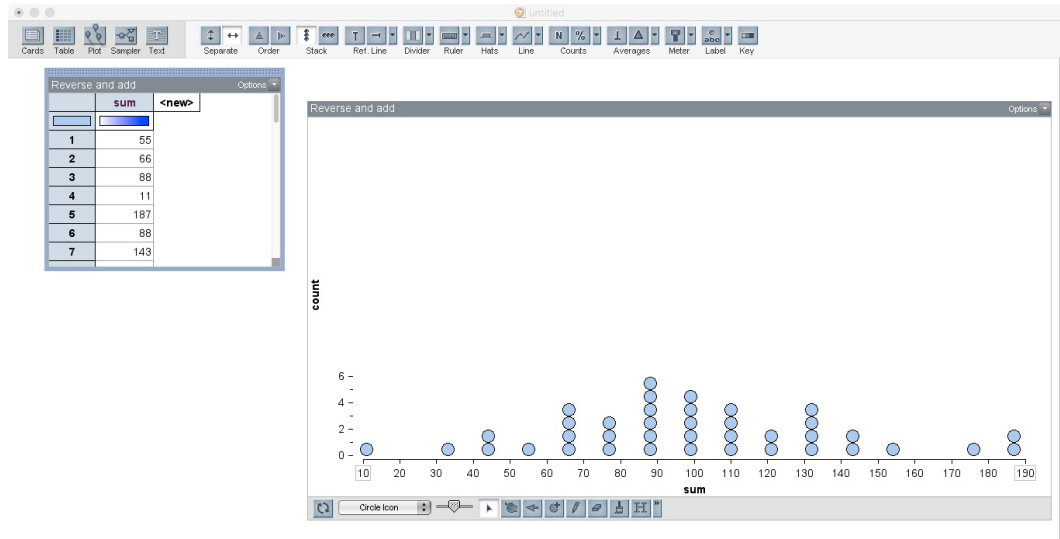 untitled
Cards Table Plot Sampler Text Separate Order Stack Ref. Line Divider Ruler Hats Line Counts Averages Meter Label Key
Reverse and add Options
sum <new>
1 55
2 66
3 88
4 11
5 187
6 88
7 143
Reverse and add Options
count
6
4
2
0
10 20 30 40 50 60 70 80 90 100 110 120 130 140 150 160 170 180 190
sum
Circle Icon